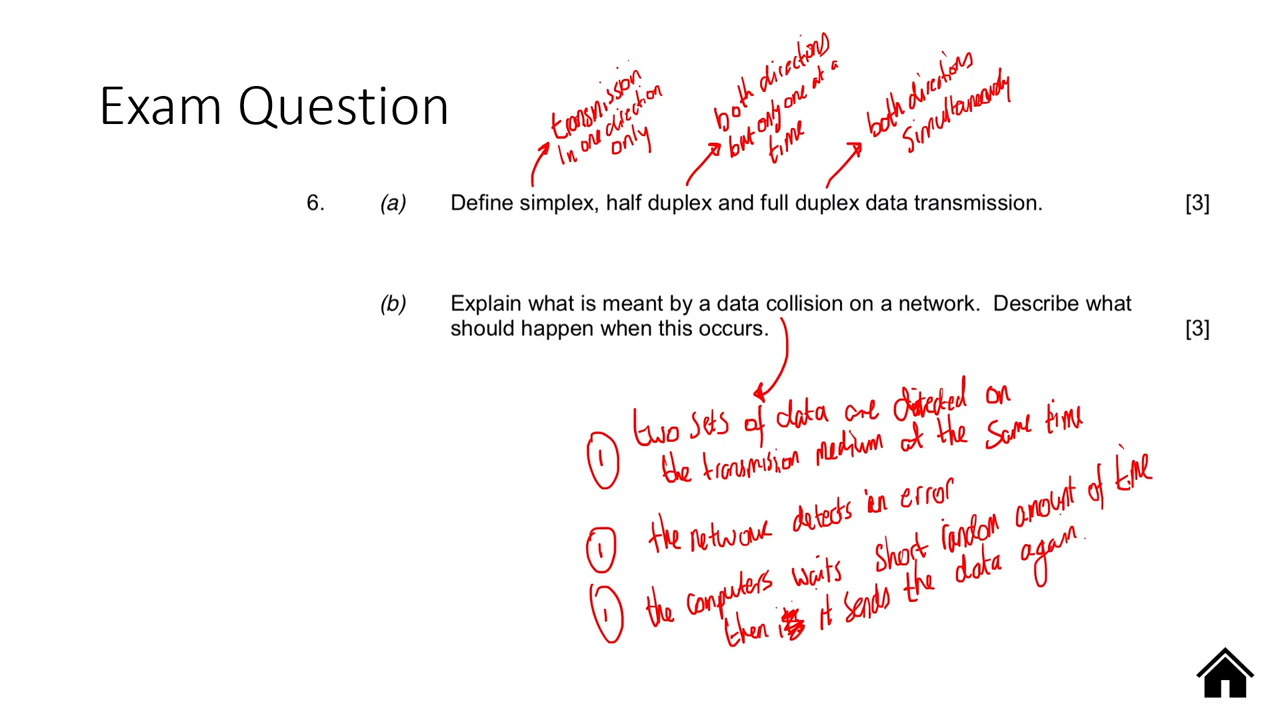 Exam Question
transmission
in one direction
only
both directions
but only one at a
time
both directions
simultaneously
6. (a) Define simplex, half duplex and full duplex data transmission. [3]
(b) Explain what is meant by a data collision on a network. Describe what
should happen when this occurs. [3]
1 two sets of data are detected on
the transmision medium at the same time
1 the network detects an error
1 the computers waits short random amount of time
then it sends the data again.